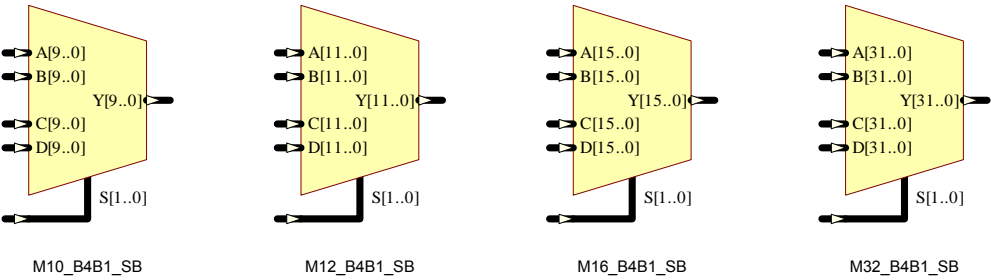 A[9..0]
B[9..0]
Y[9..0]
C[9..0]
D[9..0]
S[1..0]
M10_B4B1_SB
A[11..0]
B[11..0]
Y[11..0]
C[11..0]
D[11..0]
S[1..0]
M12_B4B1_SB
A[15..0]
B[15..0]
Y[15..0]
C[15..0]
D[15..0]
S[1..0]
M16_B4B1_SB
A[31..0]
B[31..0]
Y[31..0]
C[31..0]
D[31..0]
S[1..0]
M32_B4B1_SB